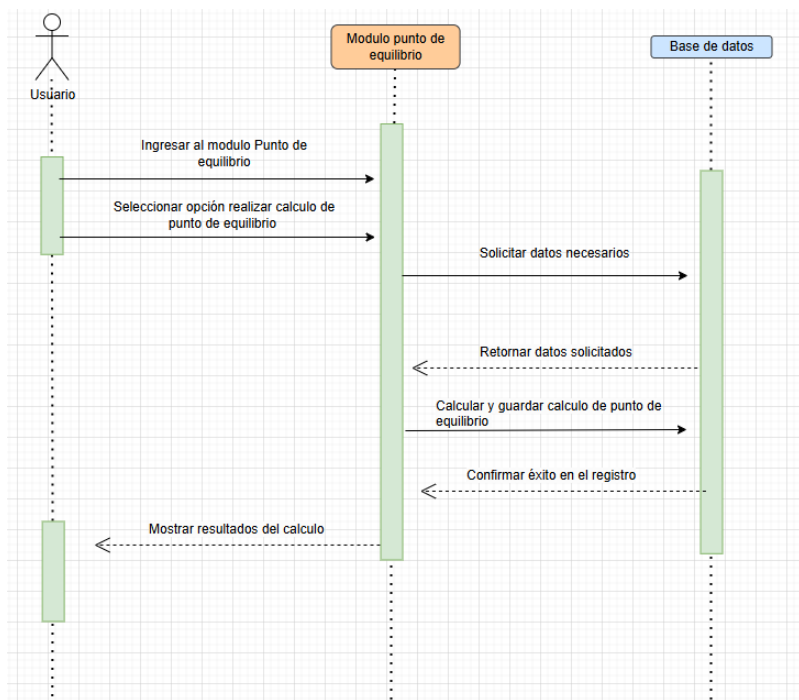 Modulo punto de
equilibrio
Base de datos
Usuario
Ingresar al modulo Punto de
equilibrio
Seleccionar opción realizar calculo de
punto de equilibrio
Solicitar datos necesarios
Retornar datos solicitados
Calcular y guardar calculo de punto de
equilibrio
Confirmar éxito en el registro
Mostrar resultados del calculo